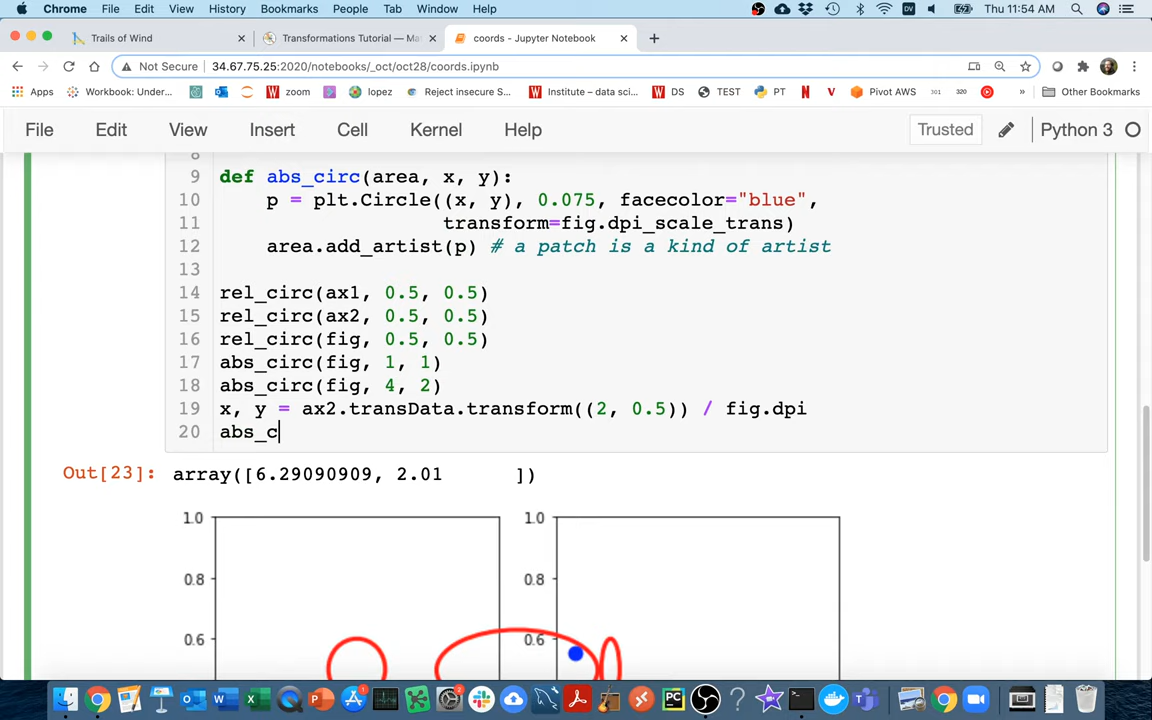 Chrome File Edit View History Bookmarks People Tab Window Help DV Thu 11:54 AM
Trails of Wind × Transformations Tutorial — Ma × coords - Jupyter Notebook × +
Not Secure 34.67.75.25:2020/notebooks/_oct/oct28/coords.ipynb
Apps Workbook: Under... zoom lopez Reject insecure S... Institute – data sci... DS TEST PT Pivot AWS 301 320 » Other Bookmarks
File Edit View Insert Cell Kernel Help Trusted Python 3
8
9 def abs_circ(area, x, y):
10 p = plt.Circle((x, y), 0.075, facecolor="blue",
11 transform=fig.dpi_scale_trans)
12 area.add_artist(p) # a patch is a kind of artist
13
14 rel_circ(ax1, 0.5, 0.5)
15 rel_circ(ax2, 0.5, 0.5)
16 rel_circ(fig, 0.5, 0.5)
17 abs_circ(fig, 1, 1)
18 abs_circ(fig, 4, 2)
19 x, y = ax2.transData.transform((2, 0.5)) / fig.dpi
20 abs_c
Out[23]: array([6.29090909, 2.01 ])
1.0 1.0
0.8 0.8
0.6 0.6